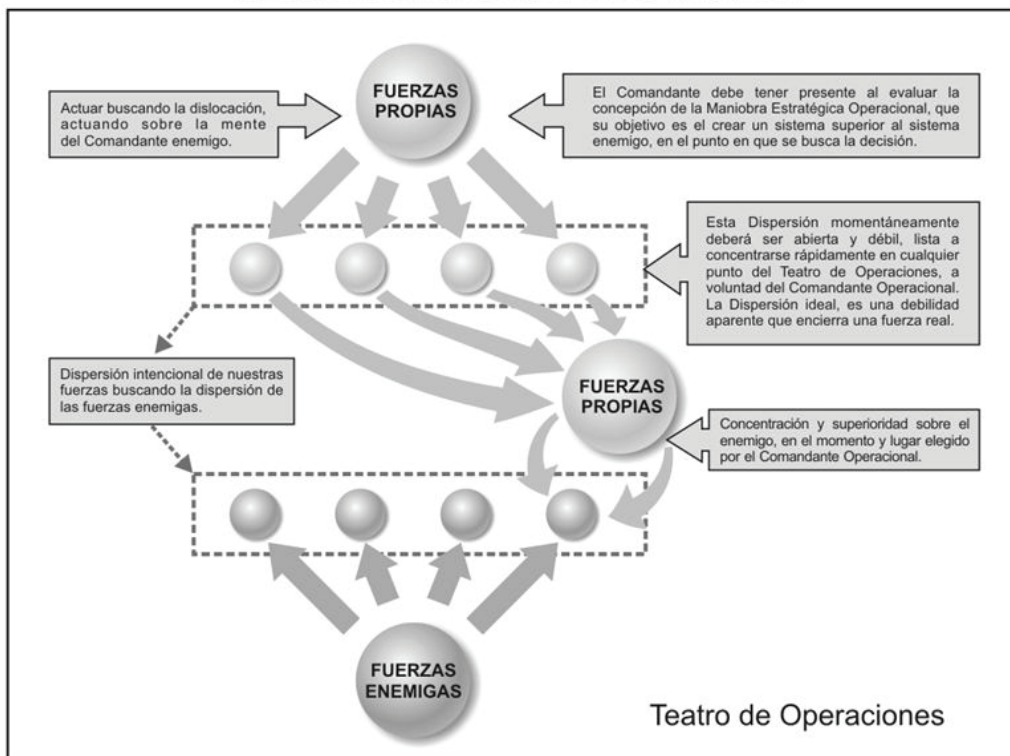 FUERZAS
PROPIAS
Actuar buscando la dislocación,
actuando sobre la mente
del Comandante enemigo.
El Comandante debe tener presente al evaluar la
concepción de la Maniobra Estratégica Operacional, que
su objetivo es el crear un sistema superior al sistema
enemigo, en el punto en que se busca la decisión.
Esta Dispersión momentáneamente
deberá ser abierta y débil, lista a
concentrarse rápidamente en cualquier
punto del Teatro de Operaciones, a
voluntad del Comandante Operacional.
La Dispersión ideal, es una debilidad
aparente que encierra una fuerza real.
Dispersión intencional de nuestras
fuerzas buscando la dispersión de
las fuerzas enemigas.
FUERZAS
PROPIAS
Concentración y superioridad sobre el
enemigo, en el momento y lugar elegido
por el Comandante Operacional.
FUERZAS
ENEMIGAS
Teatro de Operaciones